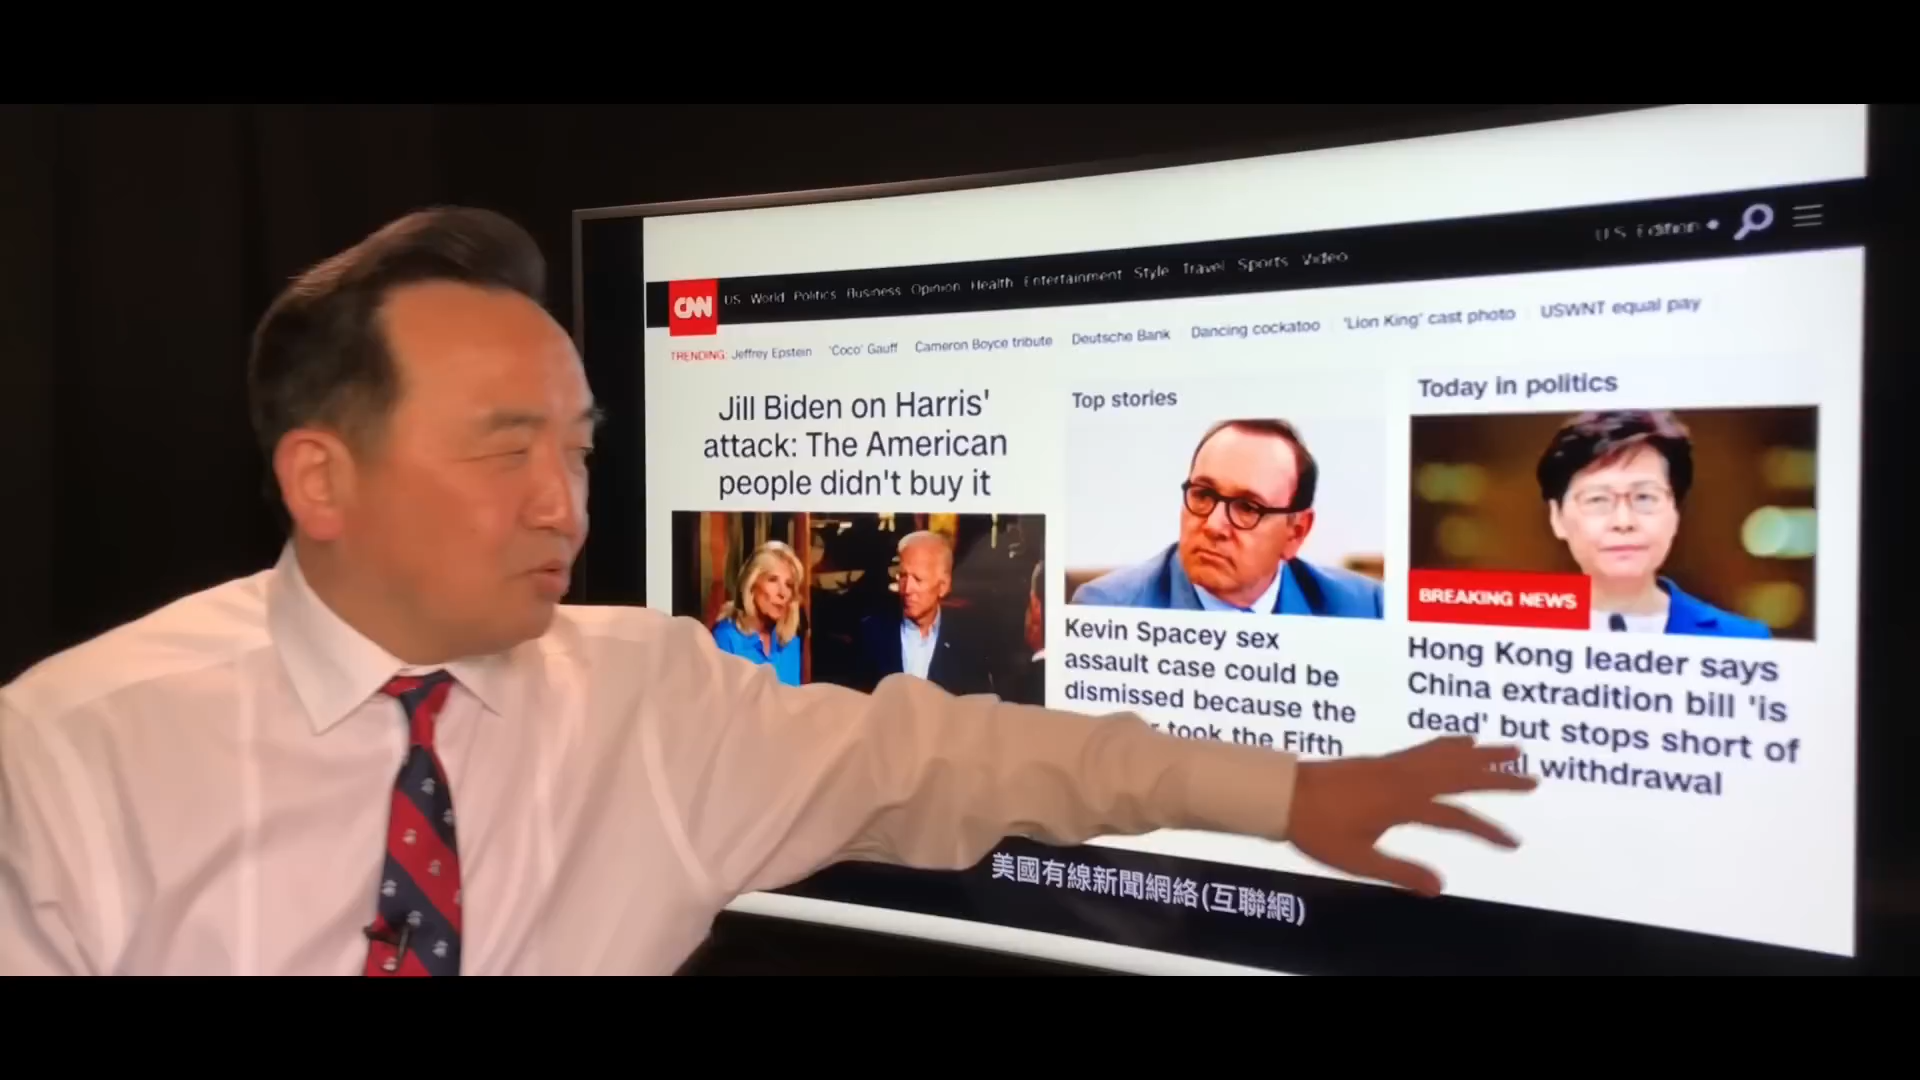 U.S. Edition
CNN
US World Politics Business Opinion Health Entertainment Style Travel Sports Video
TRENDING: Jeffrey Epstein 'Coco' Gauff Cameron Boyce tribute Deutsche Bank Dancing cockatoo 'Lion King' cast photo USWNT equal pay
Jill Biden on Harris'
attack: The American
people didn't buy it
Top stories
Kevin Spacey sex
assault case could be
dismissed because the
took the Fifth
Today in politics
BREAKING NEWS
Hong Kong leader says
China extradition bill 'is
dead' but stops short of
withdrawal
美國有線新聞網絡(互聯網)